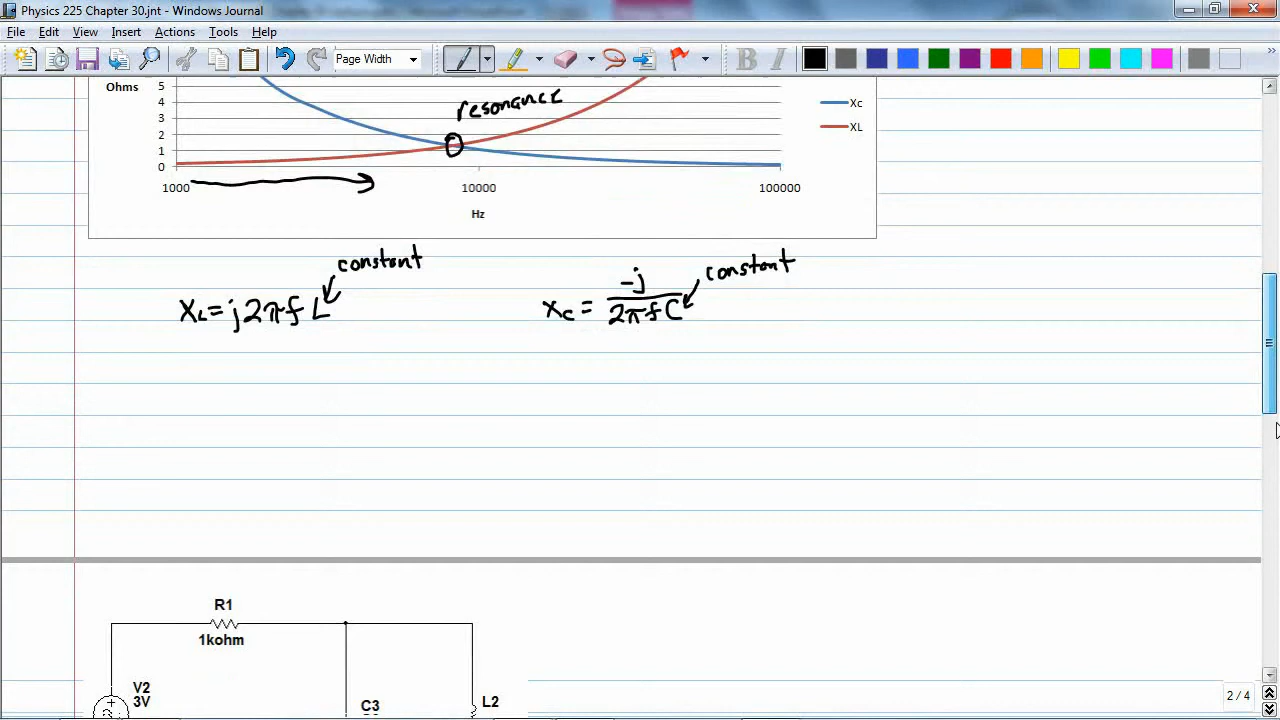 Physics 225 Chapter 30.jnt - Windows Journal
File Edit View Insert Actions Tools Help
Page Width
B I
Ohms
5
4
3
2
1
0
resonance
Xc
XL
1000 10000 100000
Hz
constant
constant
XL = j2πf L
Xc = -j / 2πfC
2 / 4
R1
1kohm
V2
3V
C3
L2